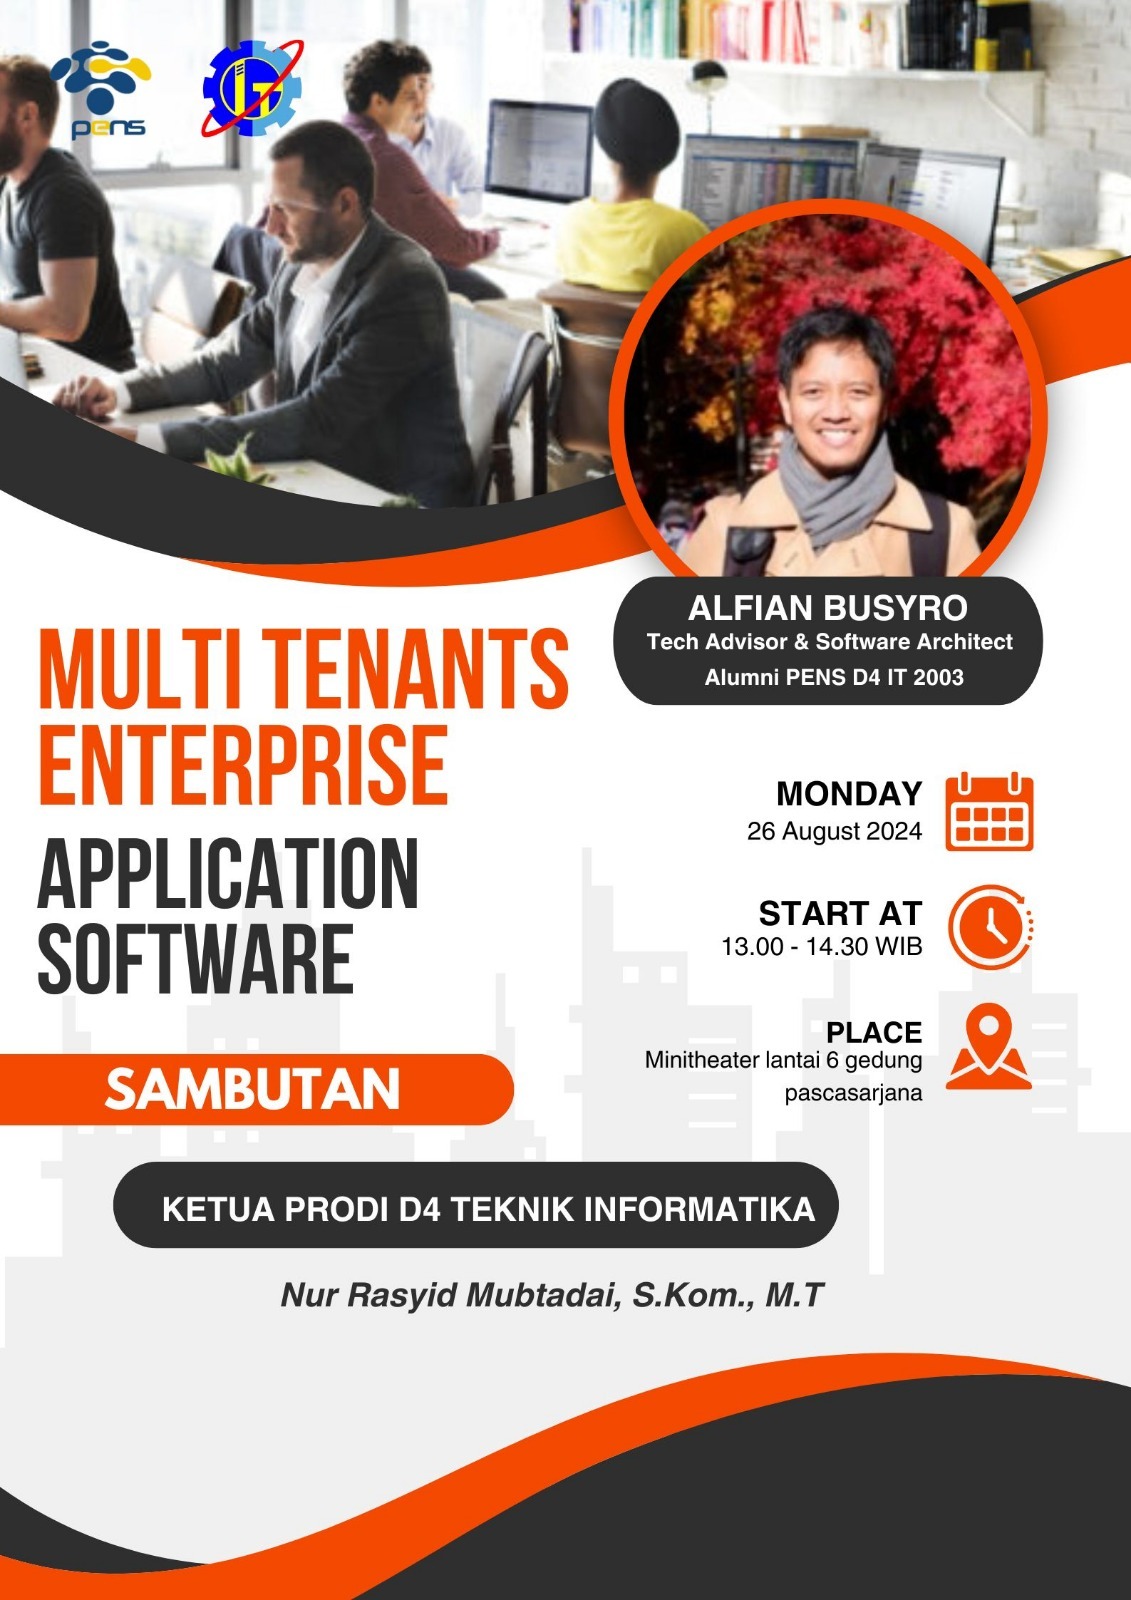 pens
IT
ALFIAN BUSYRO
Tech Advisor & Software Architect
Alumni PENS D4 IT 2003
MULTI TENANTS
ENTERPRISE
APPLICATION
SOFTWARE
MONDAY
26 August 2024
START AT
13.00 - 14.30 WIB
PLACE
Minitheater lantai 6 gedung
pascasarjana
SAMBUTAN
KETUA PRODI D4 TEKNIK INFORMATIKA
Nur Rasyid Mubtadai, S.Kom., M.T